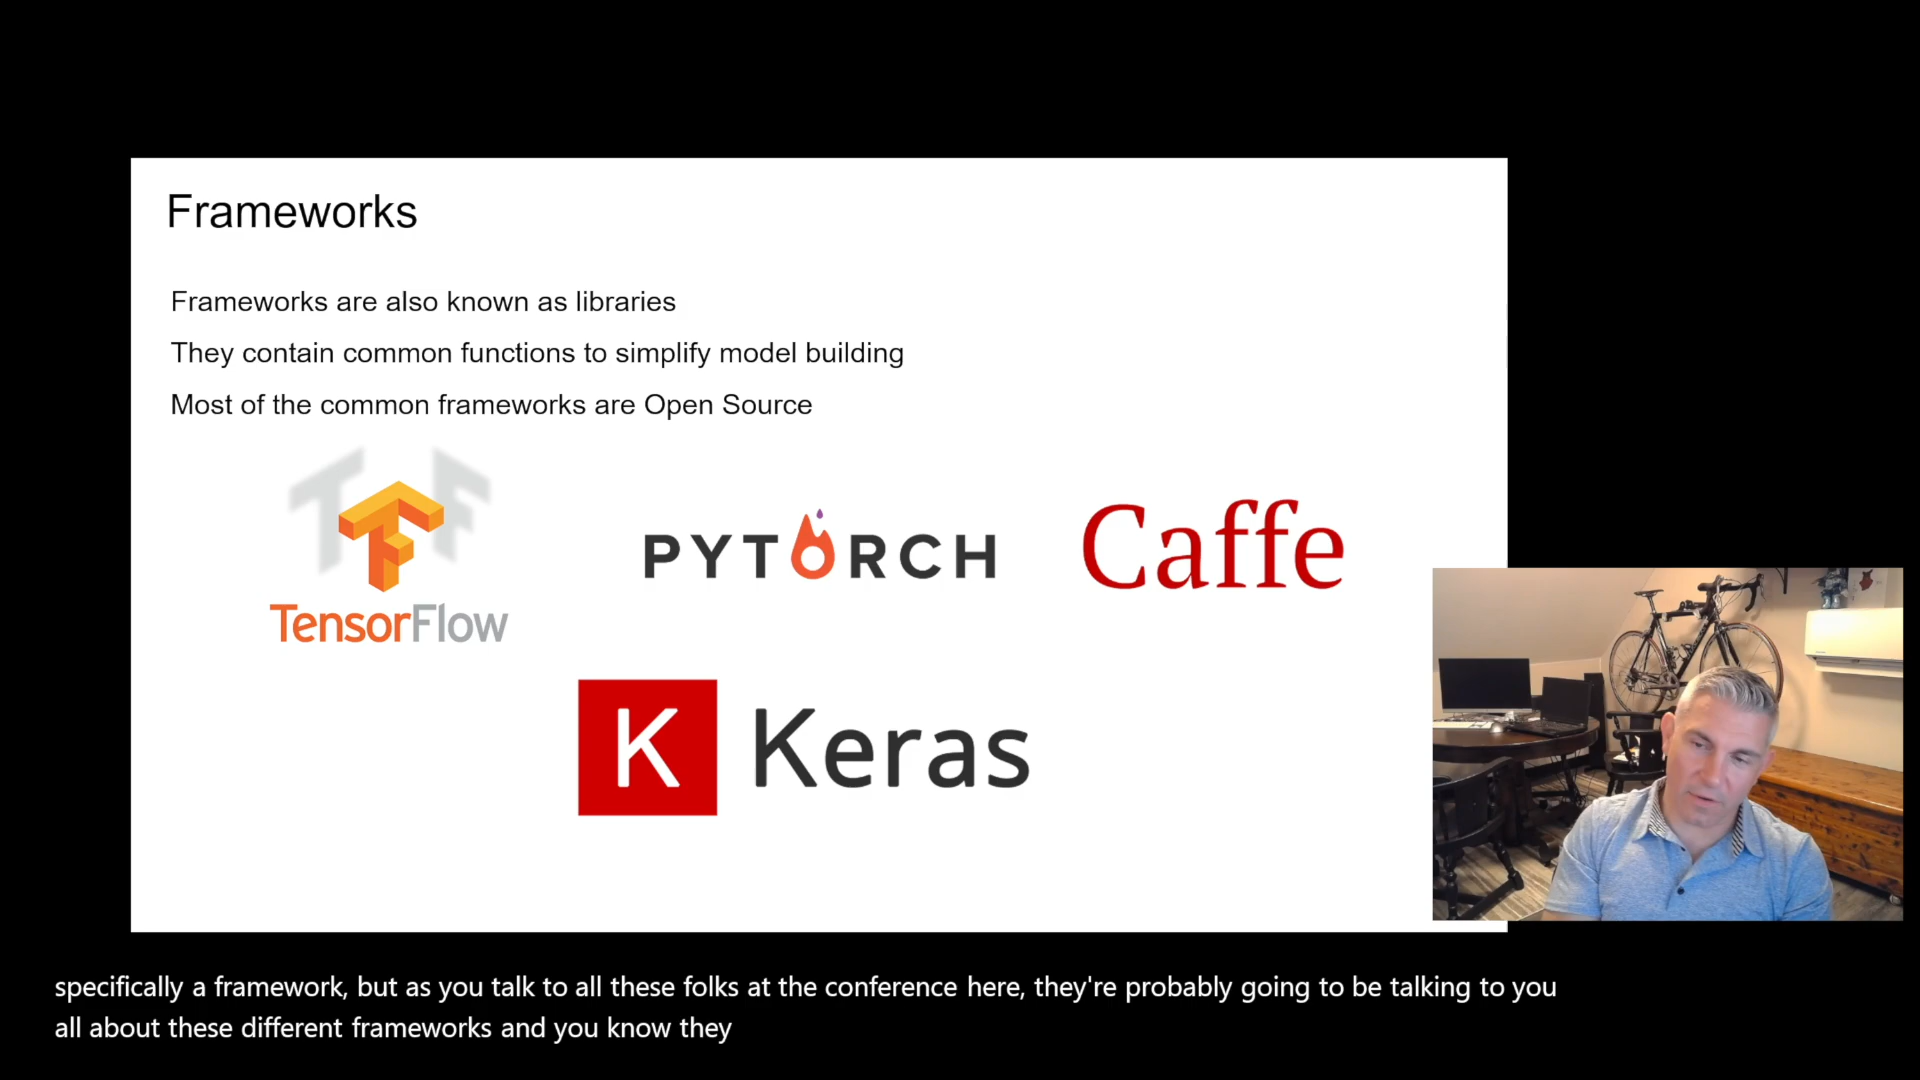 Frameworks
Frameworks are also known as libraries
They contain common functions to simplify model building
Most of the common frameworks are Open Source
TF
TensorFlow
PYTORCH
Caffe
K Keras
specifically a framework, but as you talk to all these folks at the conference here, they're probably going to be talking to you
all about these different frameworks and you know they